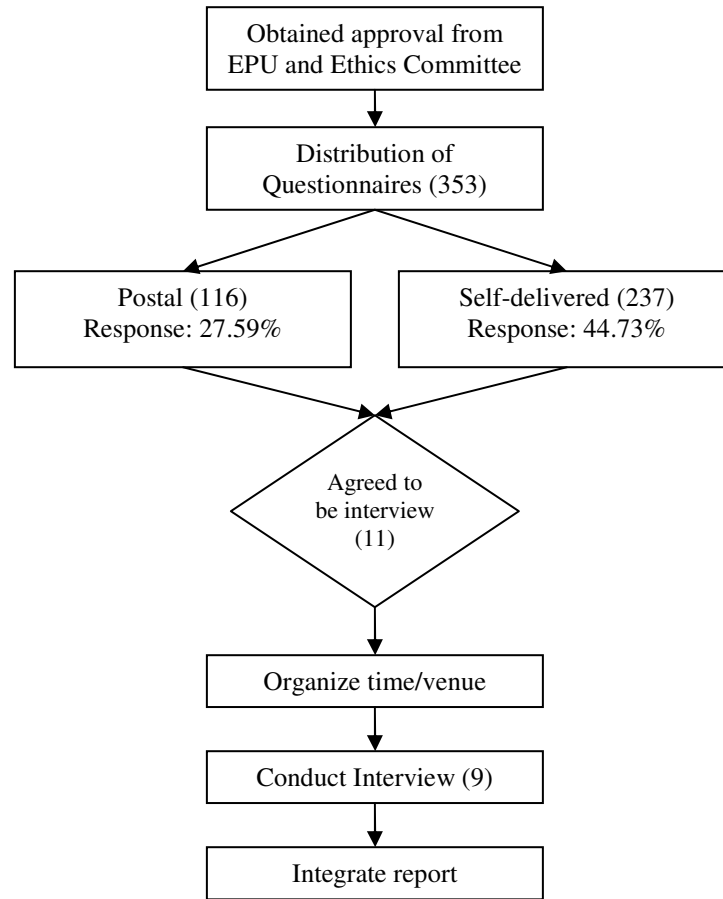 Obtained approval from
EPU and Ethics Committee
Distribution of
Questionnaires (353)
Postal (116)
Response: 27.59%
Self-delivered (237)
Response: 44.73%
Agreed to
be interview
(11)
Organize time/venue
Conduct Interview (9)
Integrate report